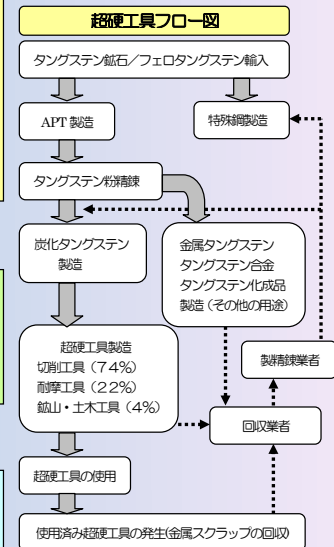 超硬工具フロー図
タングステン鉱石／フェロタングステン輸入
APT 製造
特殊鋼製造
タングステン粉精錬
炭化タングステン
製造
金属タングステン
タングステン合金
タングステン化成品
製造（その他の用途）
超硬工具製造
切削工具（７４％）
耐摩工具（２２％）
鉱山・土木工具（４％）
製精錬業者
回収業者
超硬工具の使用
使用済み超硬工具の発生(金属スクラップの回収)